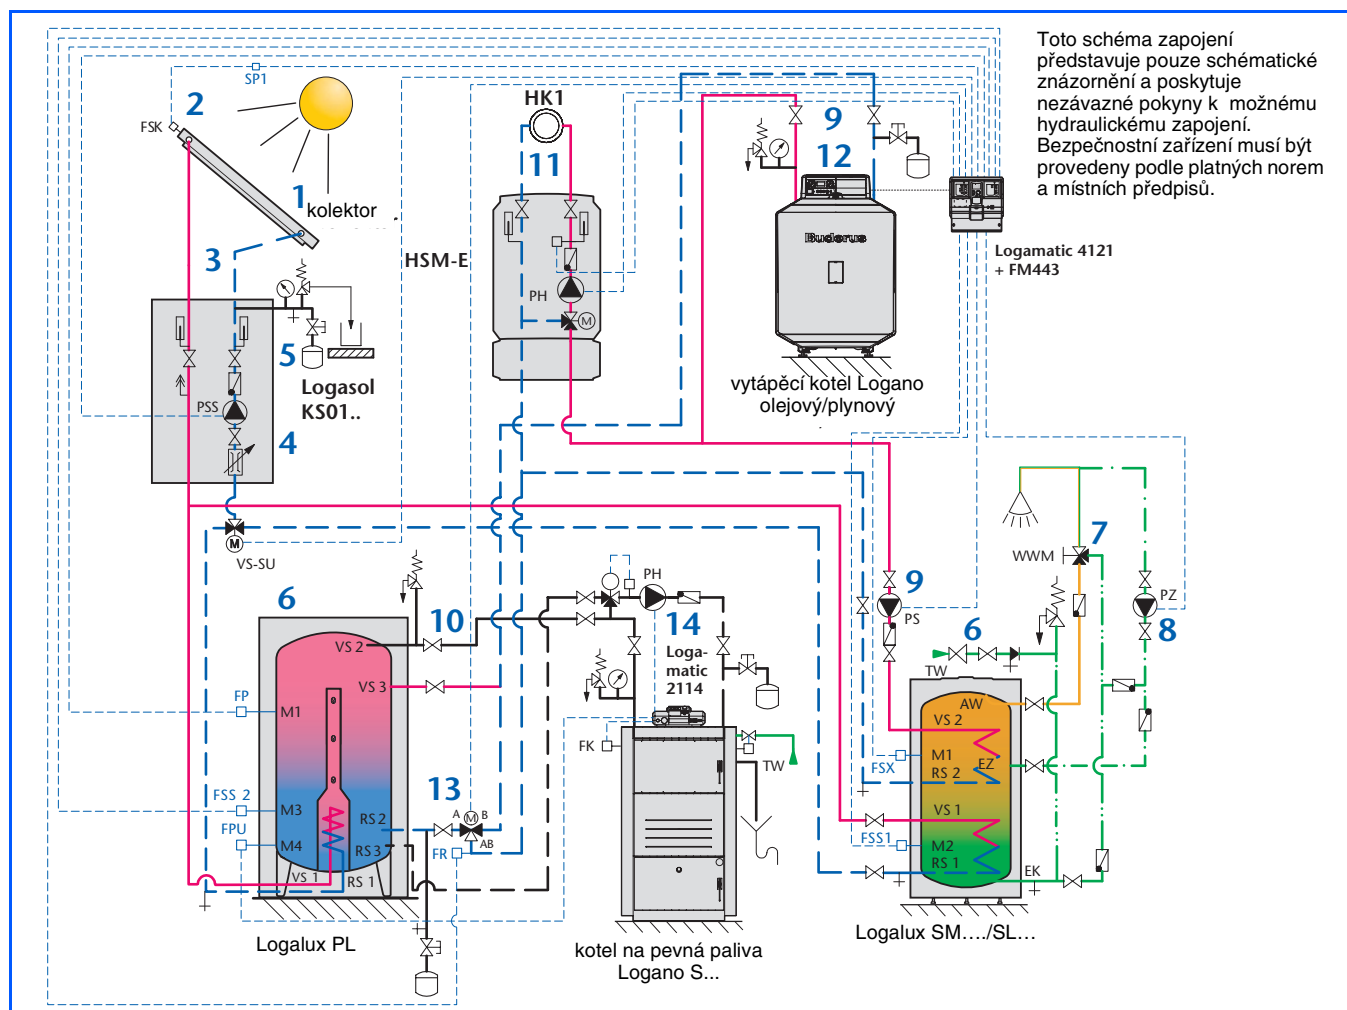 Toto schéma zapojení
představuje pouze schématické
znázornění a poskytuje
nezávazné pokyny k možnému
hydraulickému zapojení.
Bezpečnostní zařízení musí být
provedeny podle platných norem
a místních předpisů.
SP1
2
FSK
HK1
9
12
11
1
kolektor
3
HSM-E
Buderus
Logamatic 4121
+ FM443
PH
M
5
Logasol
KS01..
vytápěcí kotel Logano
olejový/plynový
PSS
4
M
VS-SU
7
WWM
PH
9
PS
PZ
8
6
10
14
Loga-
matic
2114
6
TW
VS 2
VS 3
FP
M1
FK
TW
AW
VS 2
M1
EZ
FSX
RS 2
FSS 2
M3
13
A
M
B
AB
RS 2
VS 1
FPU
M4
RS3
FR
FSS1
M2
RS 1
EK
VS 1
RS 1
Logalux PL
kotel na pevná paliva
Logano S...
Logalux SM..../SL...